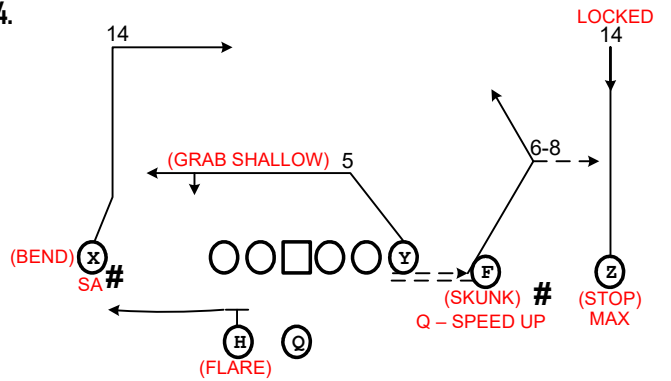 4.
LOCKED
14
14
6-8
(GRAB SHALLOW) 5
(BEND) X
SA #
Y
F
Z
(SKUNK) #
Q – SPEED UP
(STOP)
MAX
H
Q
(FLARE)